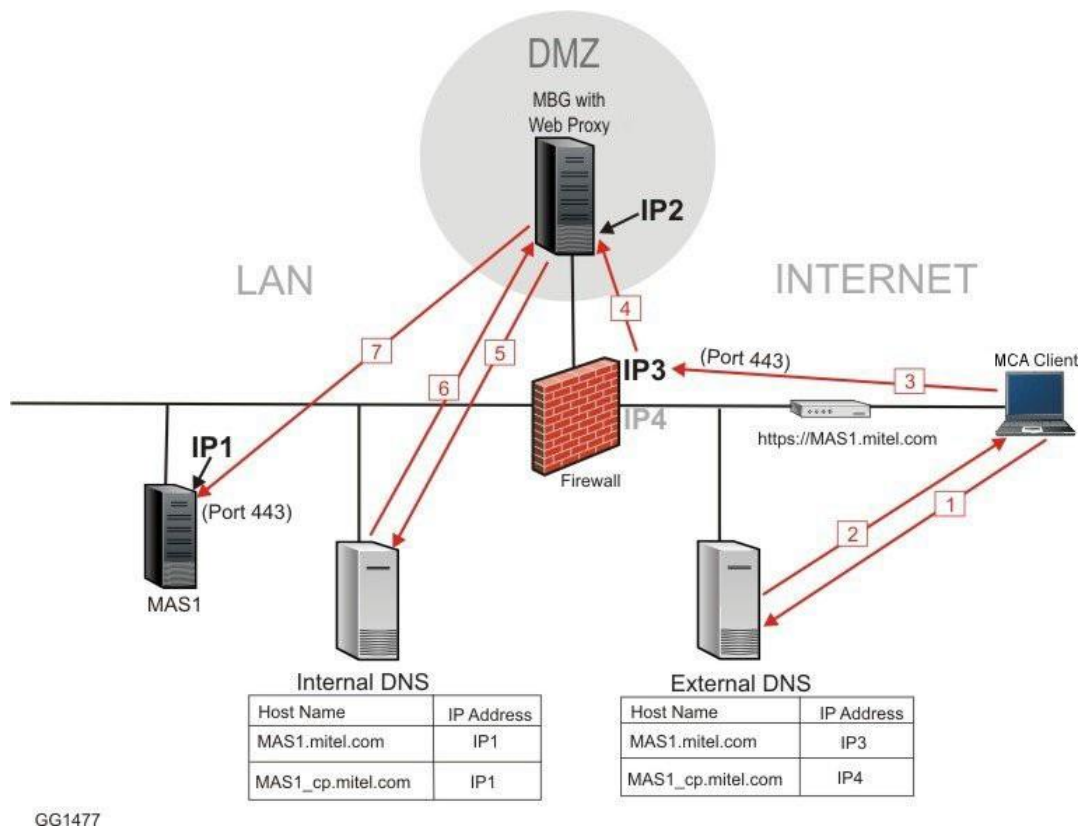 DMZ
MBG with
Web Proxy
IP2
LAN
INTERNET
4
7
6
5
IP3
(Port 443)
3
MCA Client
IP4
https://MAS1.mitel.com
IP1
Firewall
(Port 443)
2
1
MAS1
Internal DNS
Host Name IP Address
MAS1.mitel.com IP1
MAS1_cp.mitel.com IP1
External DNS
Host Name IP Address
MAS1.mitel.com IP3
MAS1_cp.mitel.com IP4
GG1477